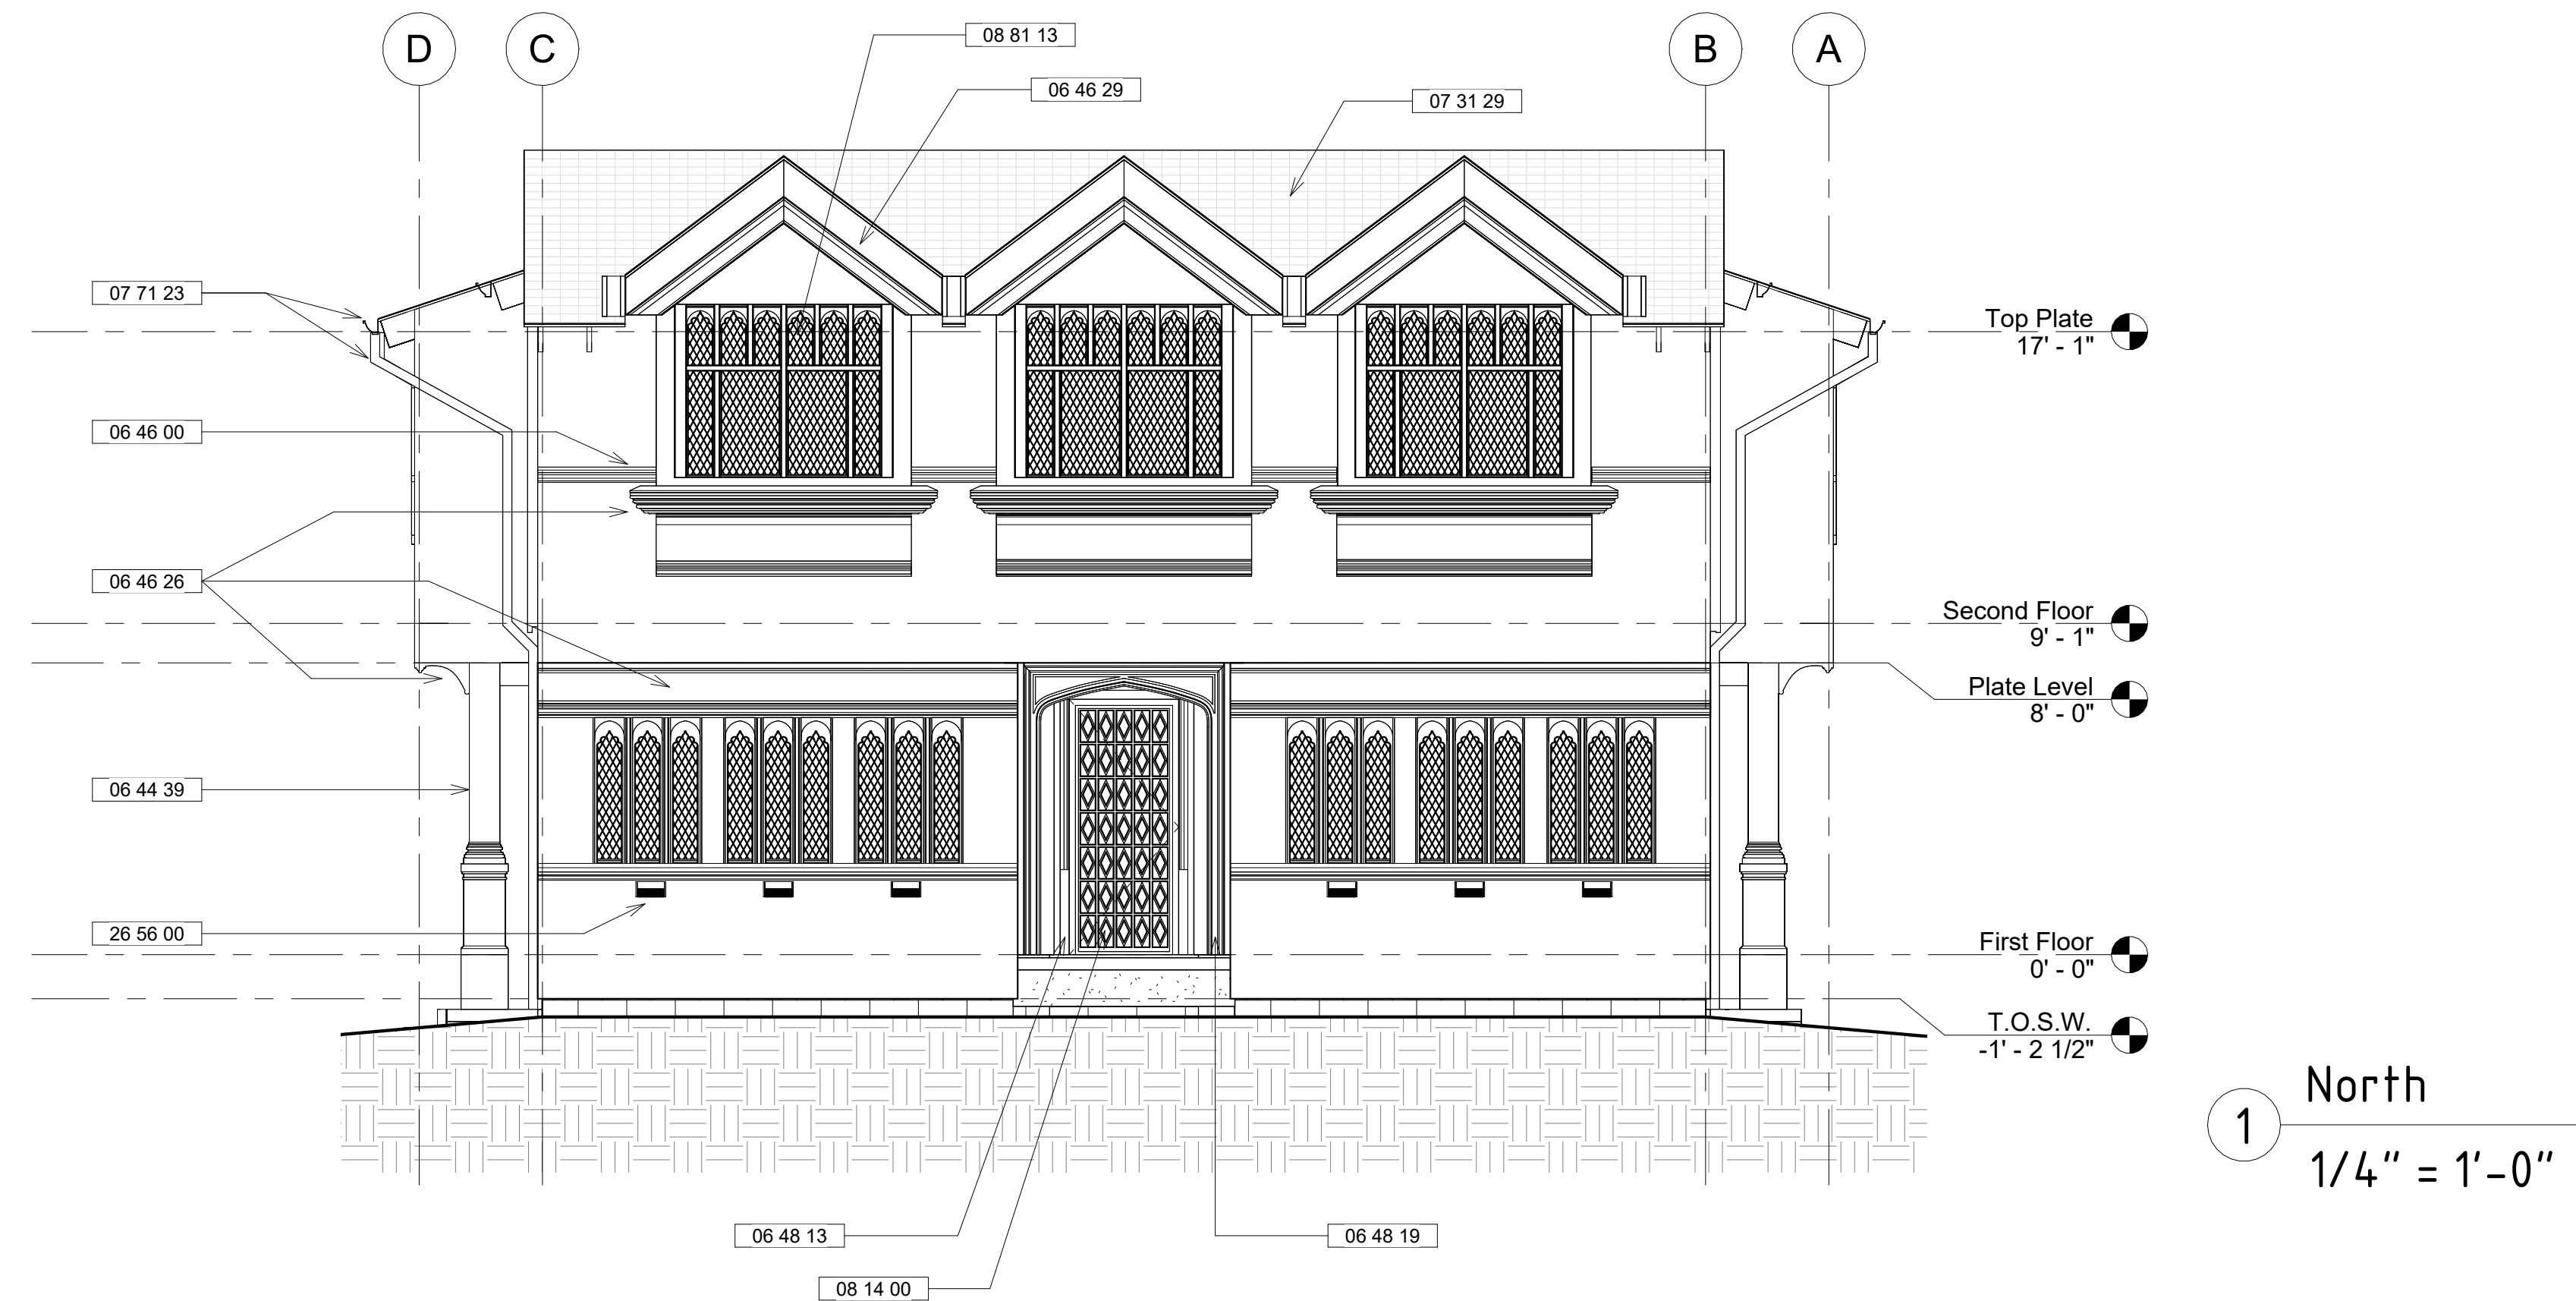 D
C
B
A
08 81 13
06 46 29
07 31 29
07 71 23
Top Plate
17' - 1"
06 46 00
06 46 26
Second Floor
9' - 1"
Plate Level
8' - 0"
06 44 39
26 56 00
First Floor
0' - 0"
T.O.S.W.
-1' - 2 1/2"
1
North
1/4" = 1'-0"
06 48 13
06 48 19
08 14 00